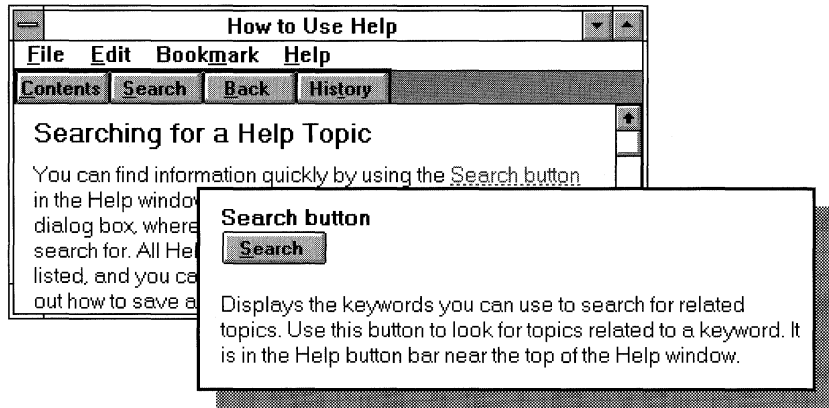 How to Use Help
File Edit Bookmark Help
Contents Search Back History
Searching for a Help Topic
You can find information quickly by using the Search button
in the Help window
dialog box, where
search for. All Hel
listed, and you ca
out how to save a
Search button
Search
Displays the keywords you can use to search for related
topics. Use this button to look for topics related to a keyword. It
is in the Help button bar near the top of the Help window.